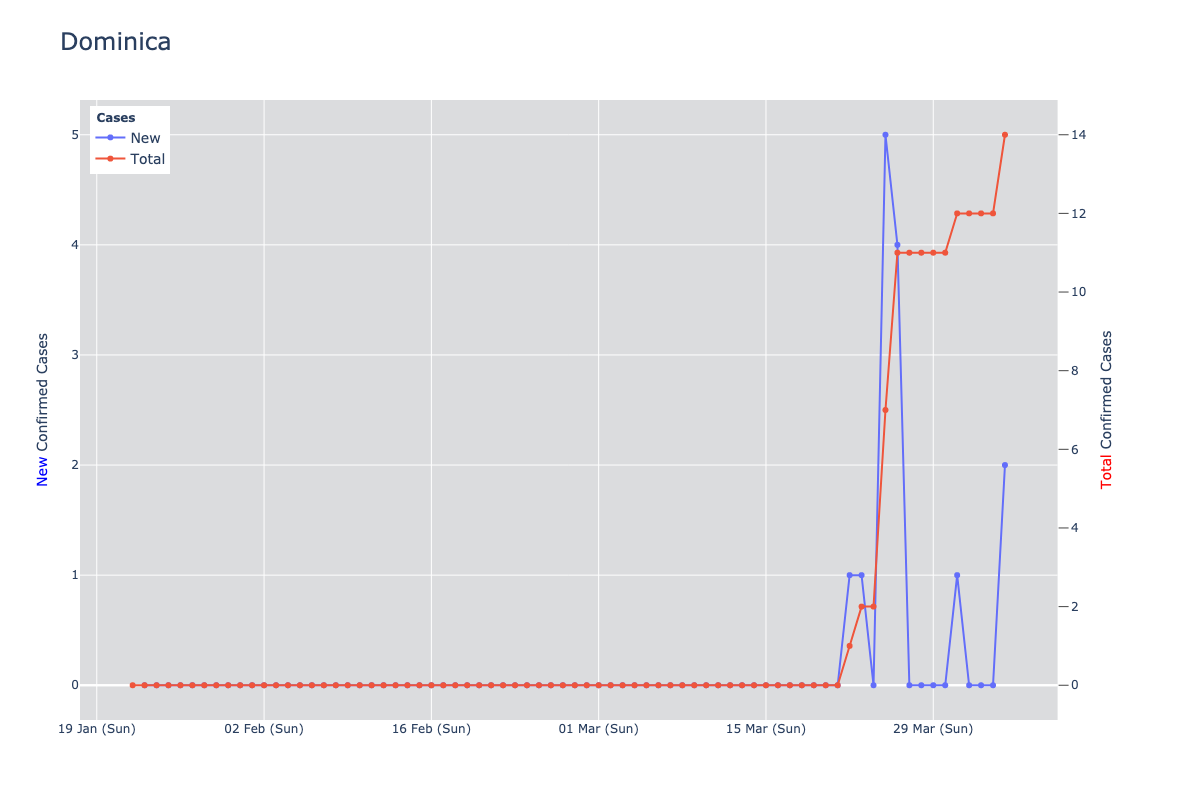 Dominica
Cases
New
Total
5
4
3
2
1
0
14
12
10
8
6
4
2
0
New Confirmed Cases
Total Confirmed Cases
19 Jan (Sun) 02 Feb (Sun) 16 Feb (Sun) 01 Mar (Sun) 15 Mar (Sun) 29 Mar (Sun)